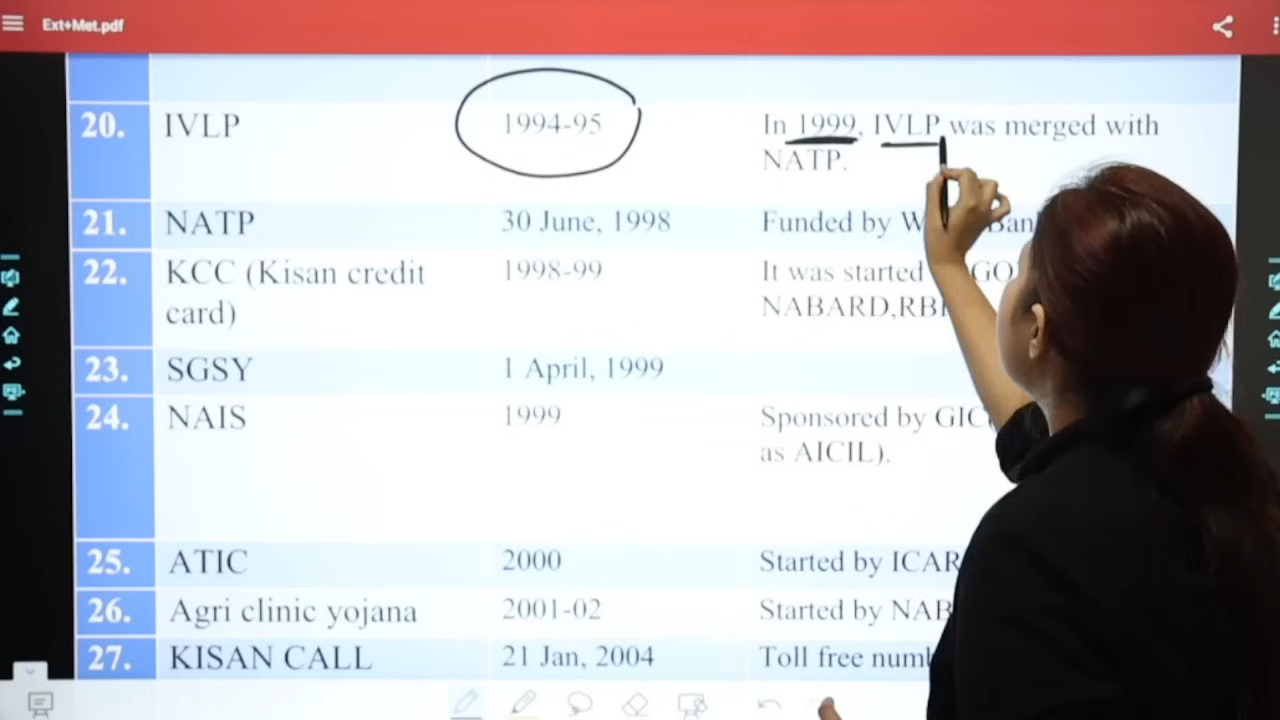 Ext+Met.pdf
20. IVLP 1994-95 In 1999, IVLP was merged with
NATP.
21. NATP 30 June, 1998 Funded by
22. KCC (Kisan credit 1998-99 It was started
card) NABARD,RBI
23. SGSY 1 April, 1999
24. NAIS 1999 Sponsored by GIC
as AICIL).
25. ATIC 2000 Started by ICAR
26. Agri clinic yojana 2001-02 Started by
27. KISAN CALL 21 Jan, 2004 Toll free